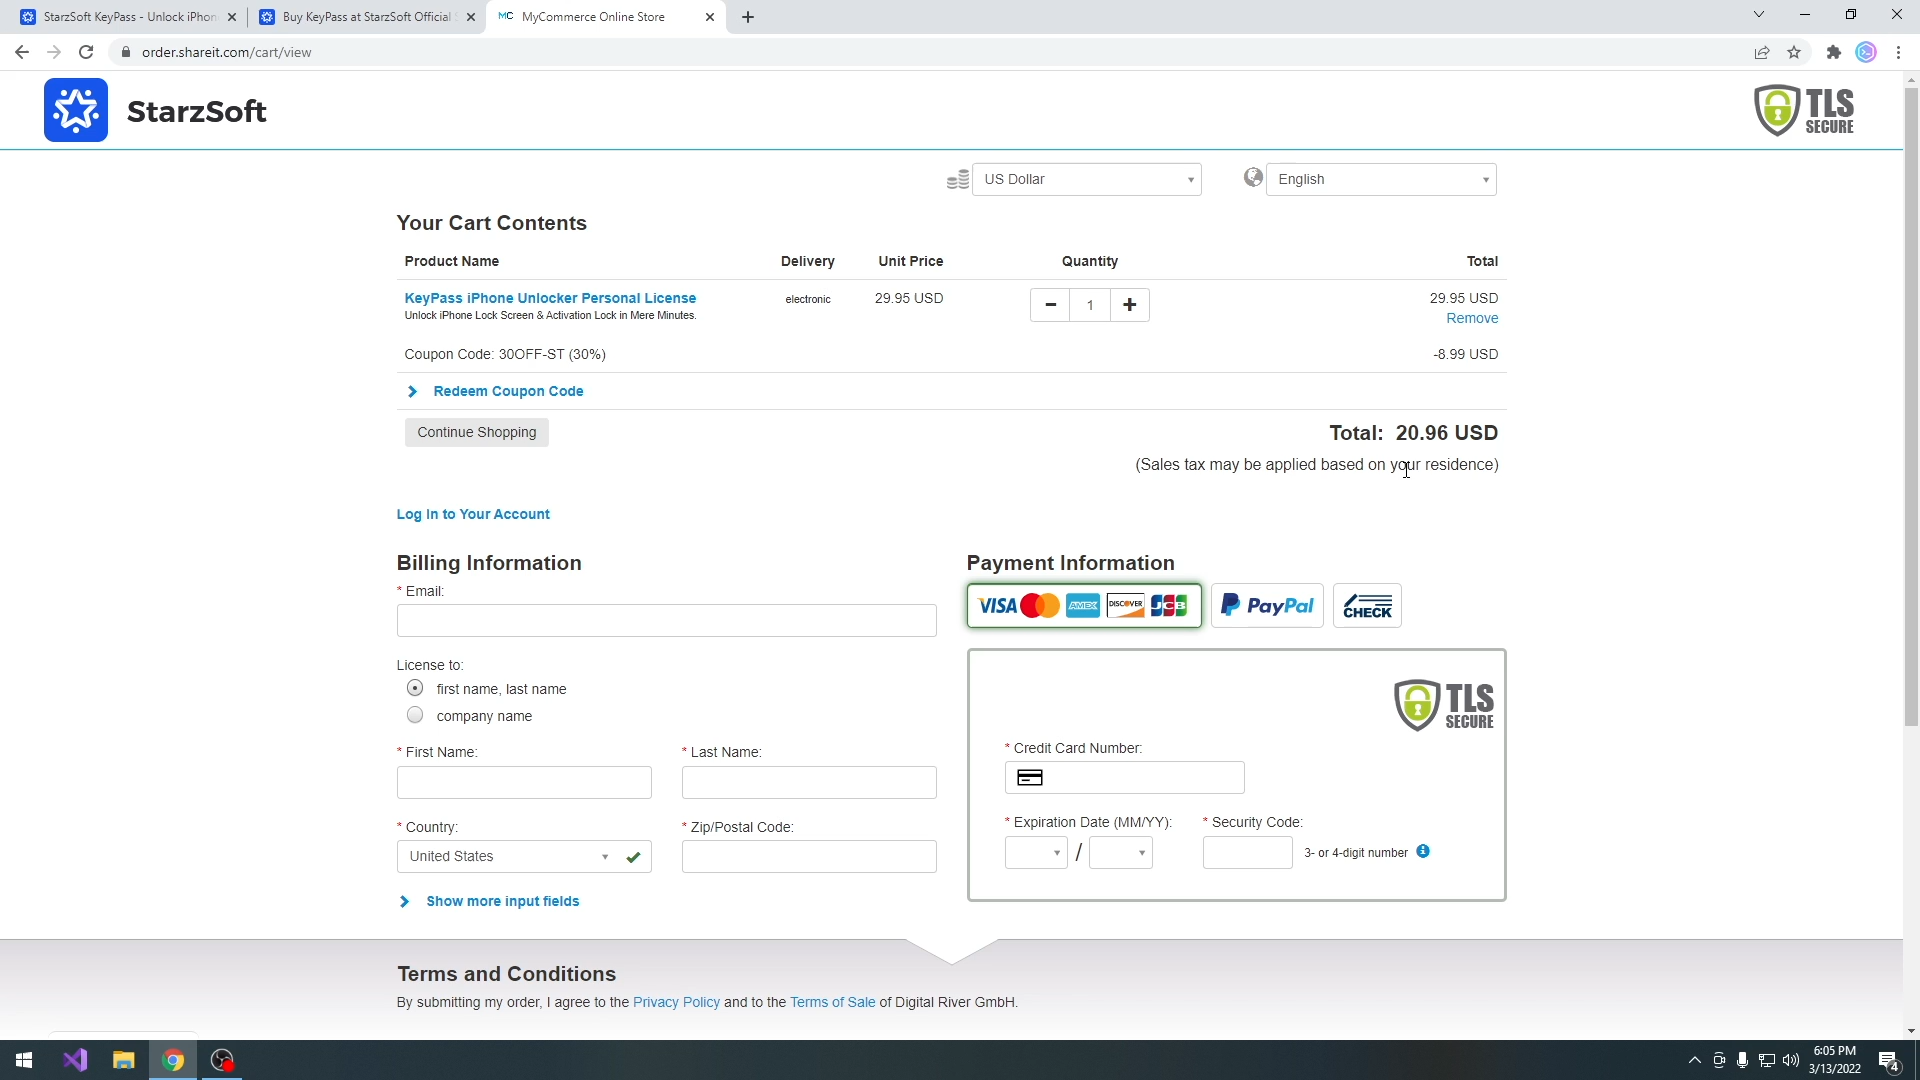 StarzSoft KeyPass - Unlock iPhon
Buy KeyPass at StarzSoft Official S
MC MyCommerce Online Store
order.shareit.com/cart/view
StarzSoft
TLS
SECURE
US Dollar
English
Your Cart Contents
Product Name Delivery Unit Price Quantity Total
KeyPass iPhone Unlocker Personal License electronic 29.95 USD 1 29.95 USD
Unlock iPhone Lock Screen & Activation Lock in Mere Minutes. Remove
Coupon Code: 30OFF-ST (30%) -8.99 USD
Redeem Coupon Code
Continue Shopping Total: 20.96 USD
(Sales tax may be applied based on your residence)
Log In to Your Account
Billing Information
* Email:
License to:
first name, last name
company name
* First Name: * Last Name:
* Country: * Zip/Postal Code:
United States
Show more input fields
Payment Information
VISA AMEX DISCOVER JCB PayPal CHECK
TLS
SECURE
* Credit Card Number:
* Expiration Date (MM/YY): * Security Code:
/ 3- or 4-digit number
Terms and Conditions
By submitting my order, I agree to the Privacy Policy and to the Terms of Sale of Digital River GmbH.
6:05 PM
3/13/2022
4